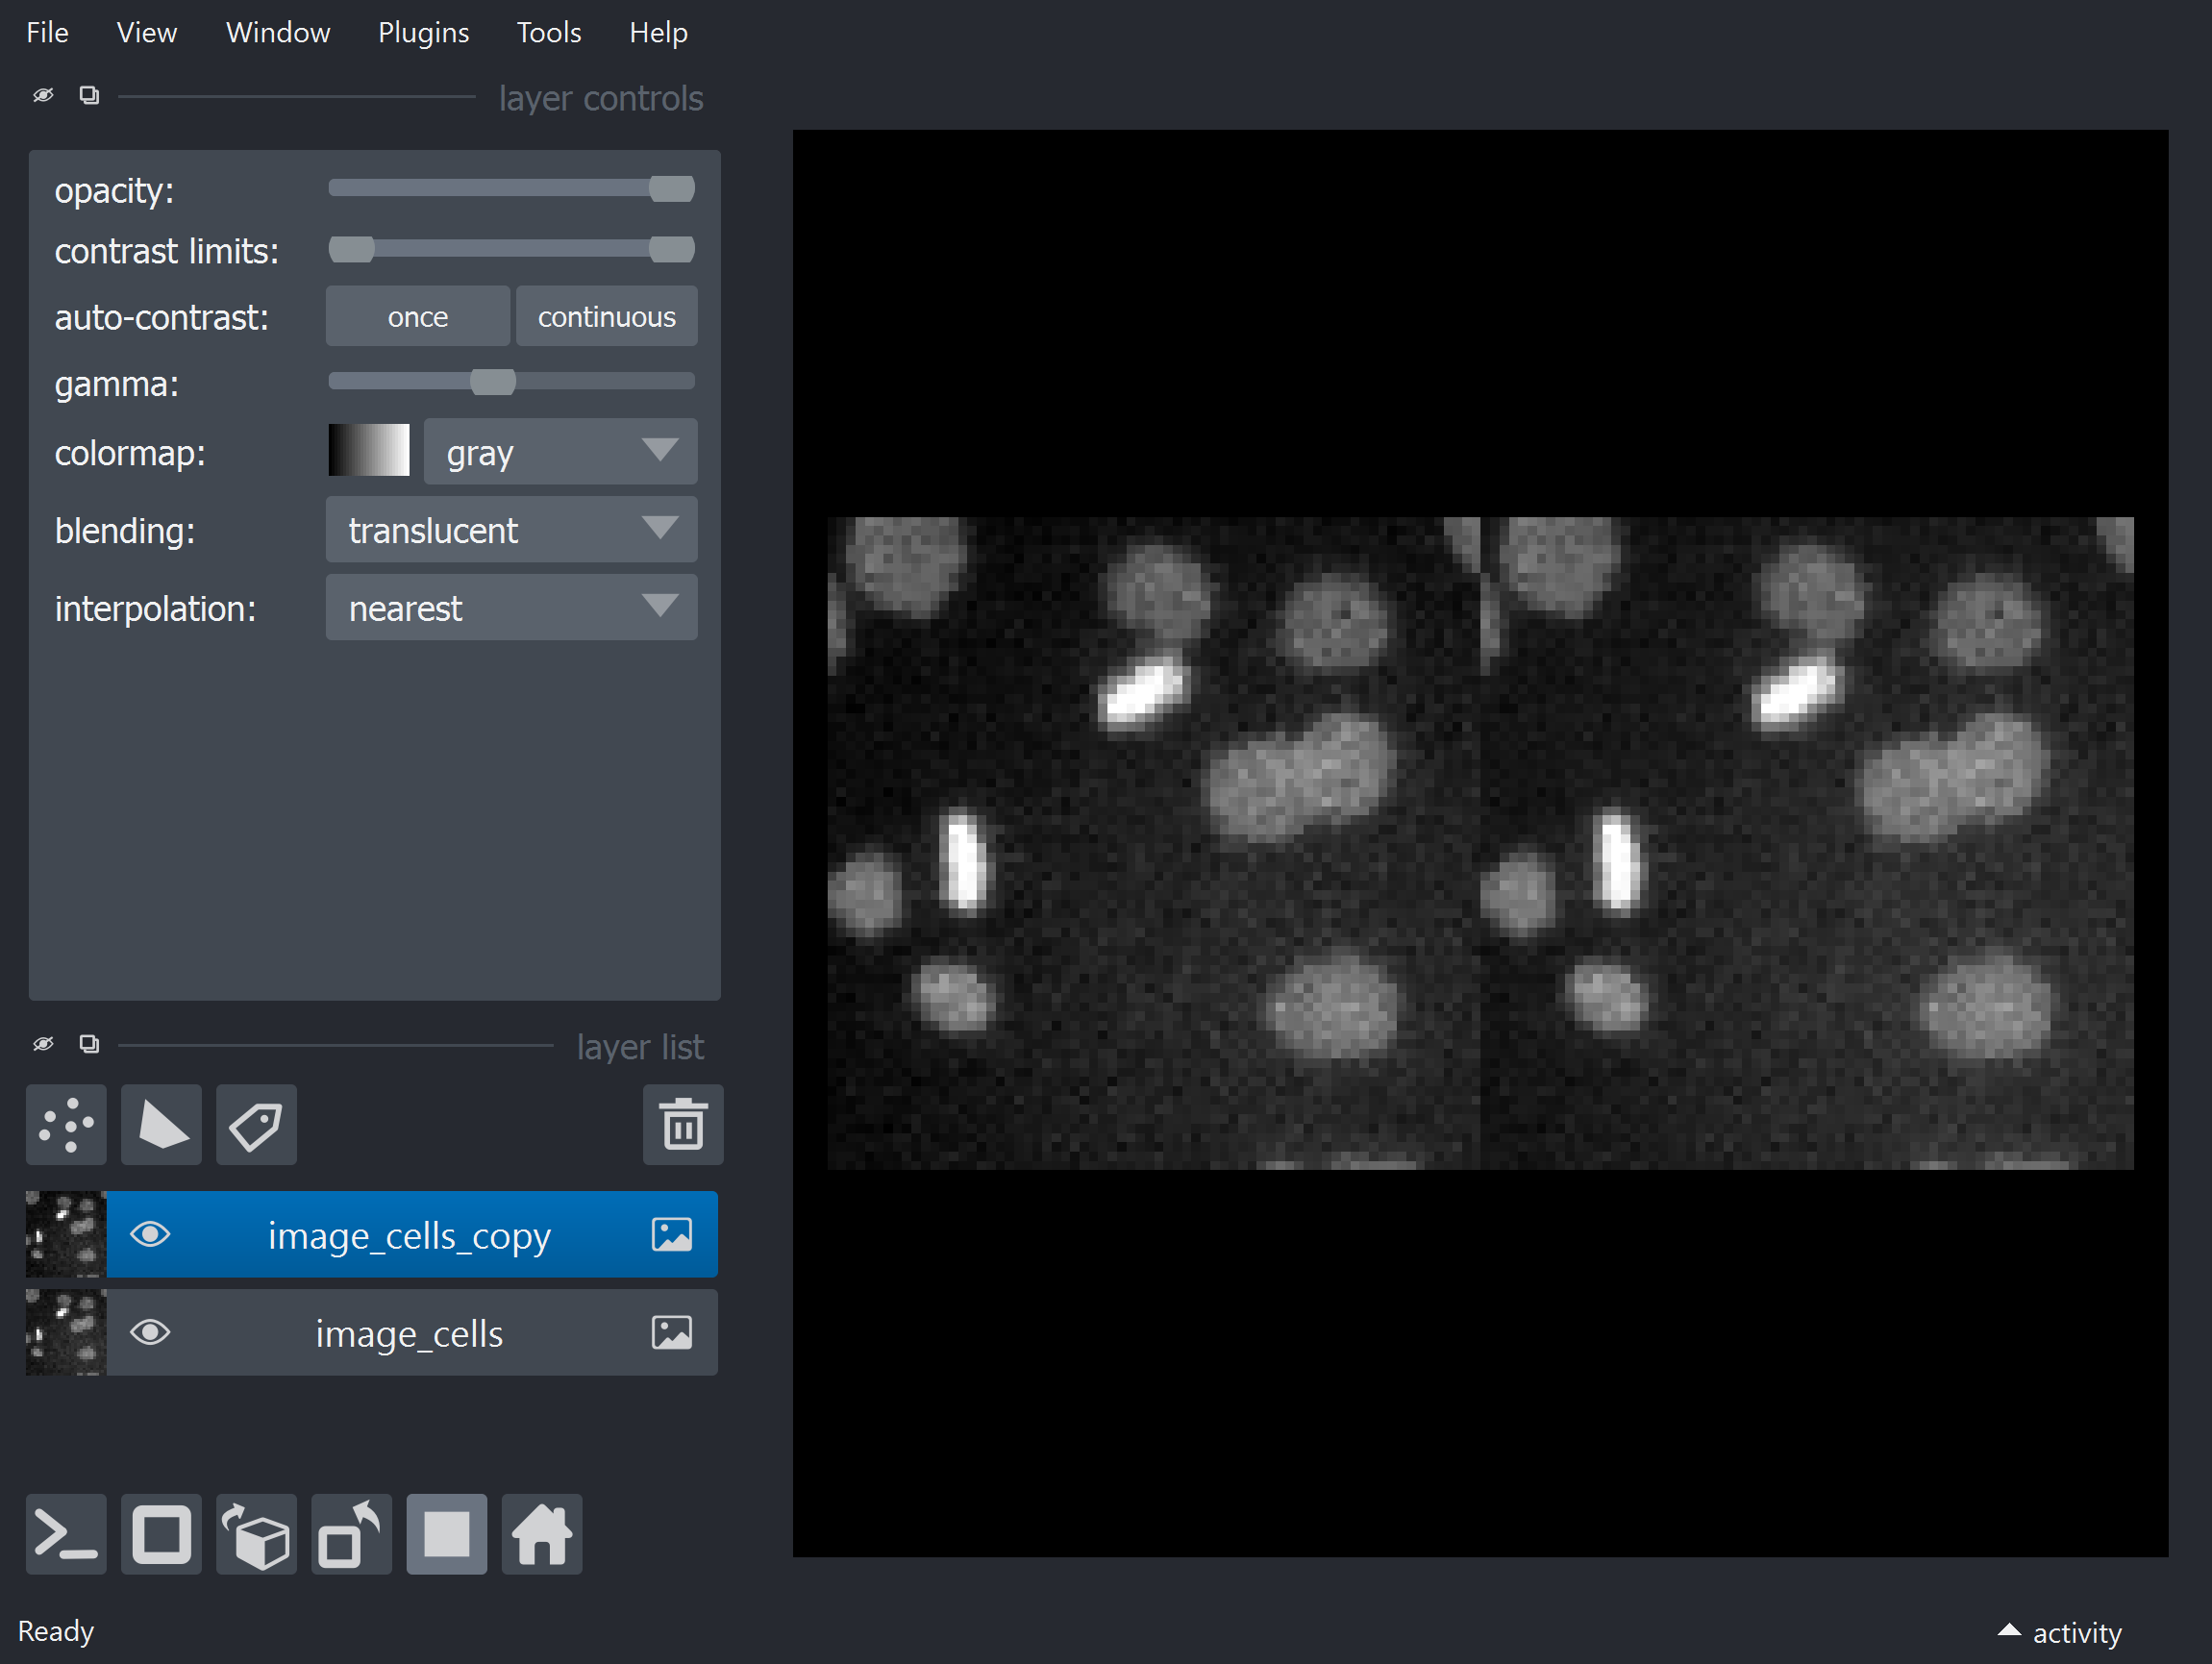 File View Window Plugins Tools Help
layer controls
opacity:
contrast limits:
auto-contrast: once continuous
gamma:
colormap: gray
blending: translucent
interpolation: nearest
layer list
image_cells_copy
image_cells
Ready
activity